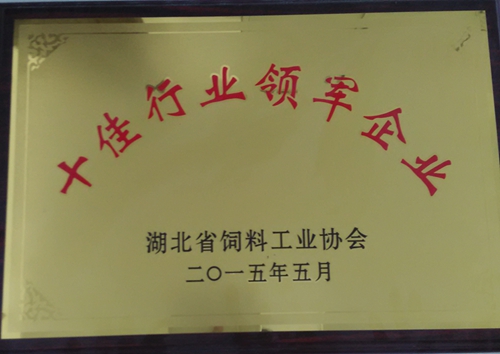 十佳行业领军企业
湖北省饲料工业协会
二〇一五年五月